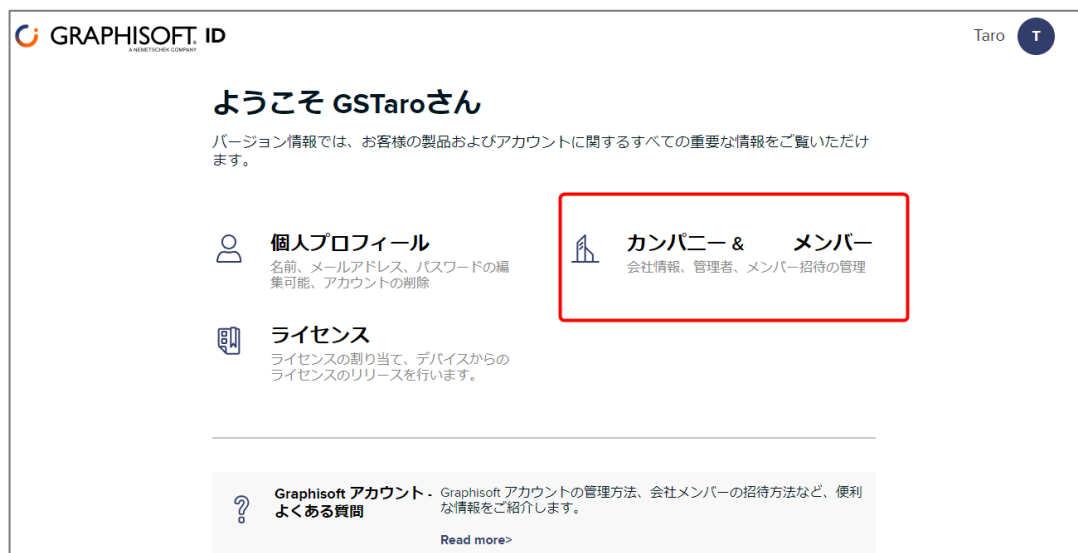 GRAPHISOFT. ID
A NEMETSCHEK COMPANY
Taro
T
ようこそ GSTaroさん
バージョン情報では、お客様の製品およびアカウントに関するすべての重要な情報をご覧いただけ
ます。
個人プロフィール
名前、メールアドレス、パスワードの編
集可能、アカウントの削除
カンパニー & メンバー
会社情報、管理者、メンバー招待の管理
ライセンス
ライセンスの割り当て、デバイスからの
ライセンスのリリースを行います。
Graphisoft アカウント -
よくある質問
Graphisoft アカウントの管理方法、会社メンバーの招待方法など、便利
な情報をご紹介します。
Read more>